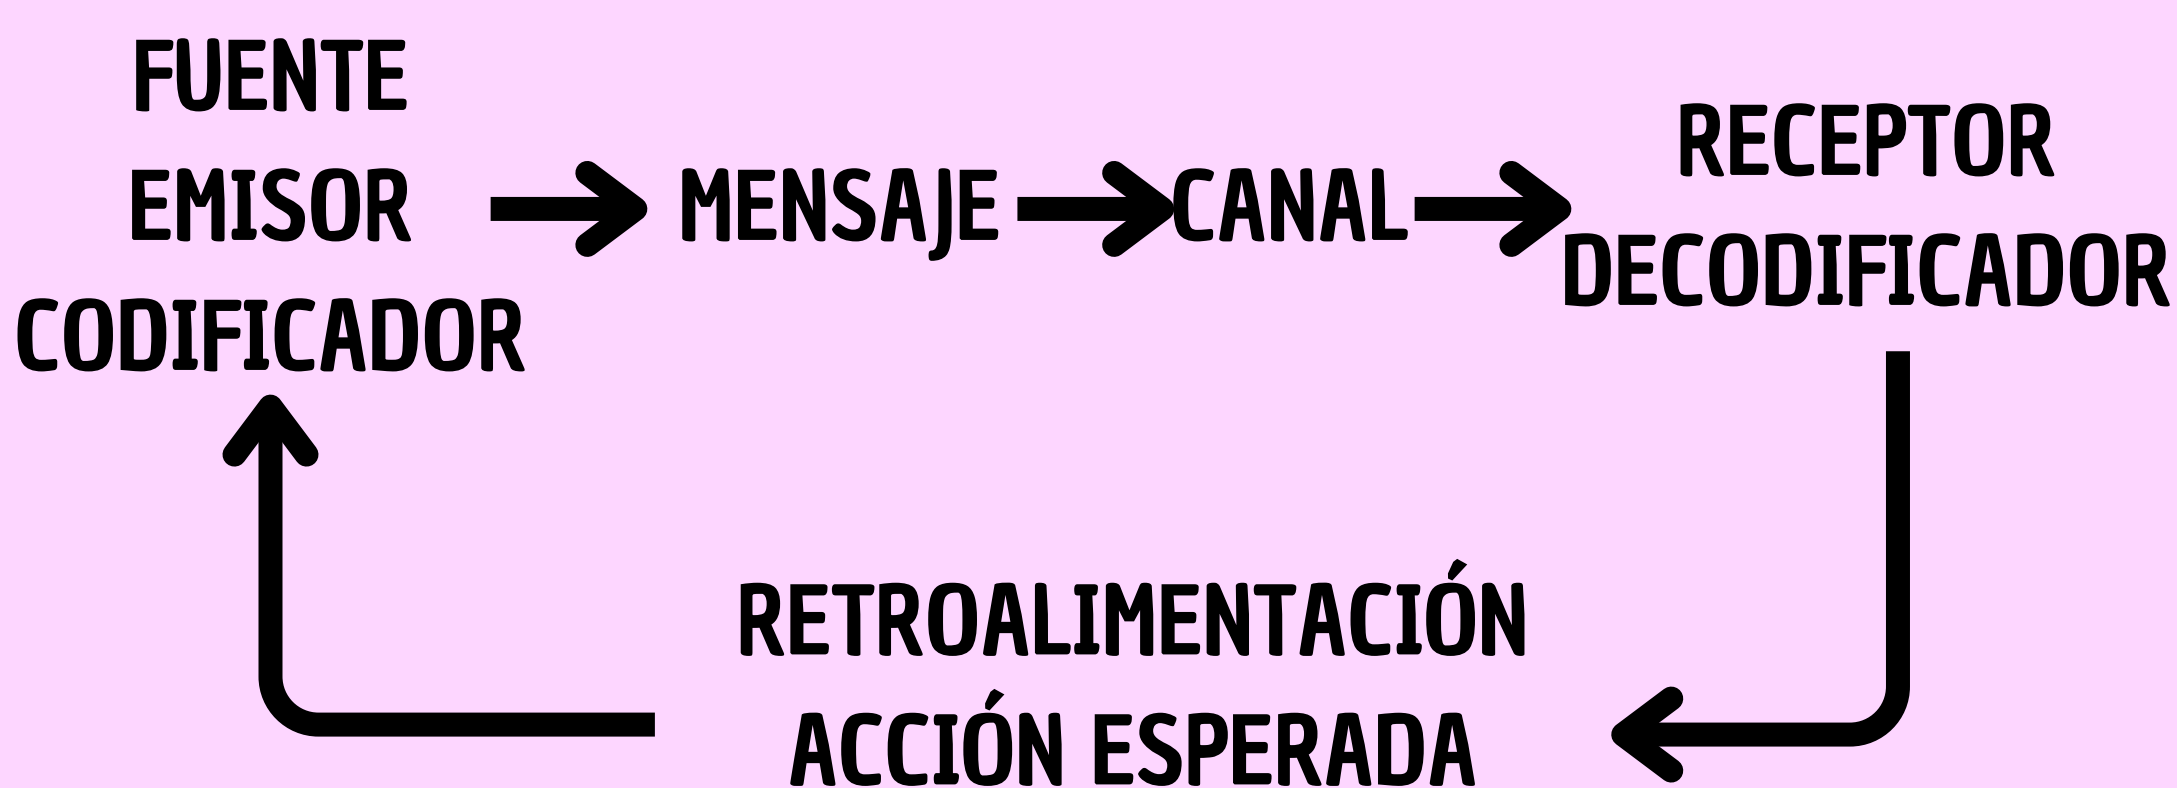 FUENTE
EMISOR
CODIFICADOR
MENSAJE
CANAL
RECEPTOR
DECODIFICADOR
RETROALIMENTACIÓN
ACCIÓN ESPERADA